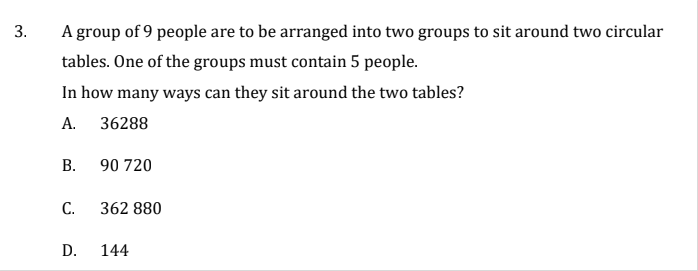 3. A group of 9 people are to be arranged into two groups to sit around two circular
tables. One of the groups must contain 5 people.
In how many ways can they sit around the two tables?
A. 36288
B. 90 720
C. 362 880
D. 144